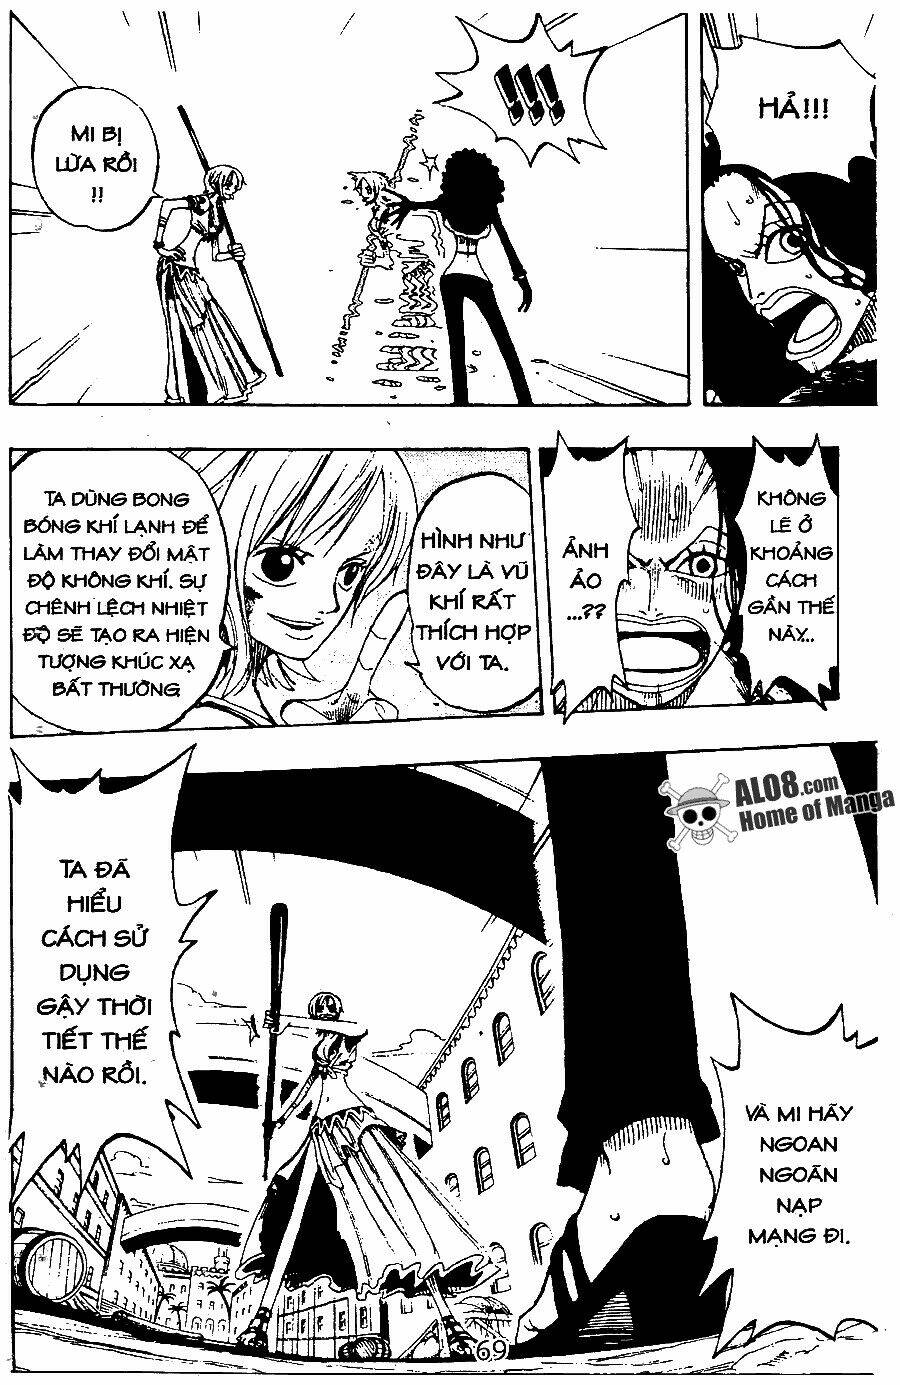 HẢ!!!
!!!
MI BỊ
LỪA RỒI
!!
KHÔNG
LẼ Ở
KHOẢNG
CÁCH
GẦN THẾ
NÀY..
ẢNH
ẢO
...??
HÌNH NHƯ
ĐÂY LÀ VŨ
KHÍ RẤT
THÍCH HỢP
VỚI TA.
TA DÙNG BONG
BÓNG KHÍ LẠNH ĐỂ
LÀM THAY ĐỔI MẬT
ĐỘ KHÔNG KHÍ. SỰ
CHÊNH LỆCH NHIỆT
ĐỘ SẼ TẠO RA HIỆN
TƯỢNG KHÚC XẠ
BẤT THƯỜNG
AL08.com
Home of Manga
TA ĐÃ
HIỂU
CÁCH SỬ
DỤNG
GẬY THỜI
TIẾT THẾ
NÀO RỒI.
VÀ MI HÃY
NGOAN
NGOÃN
NẠP
MẠNG ĐI.
69